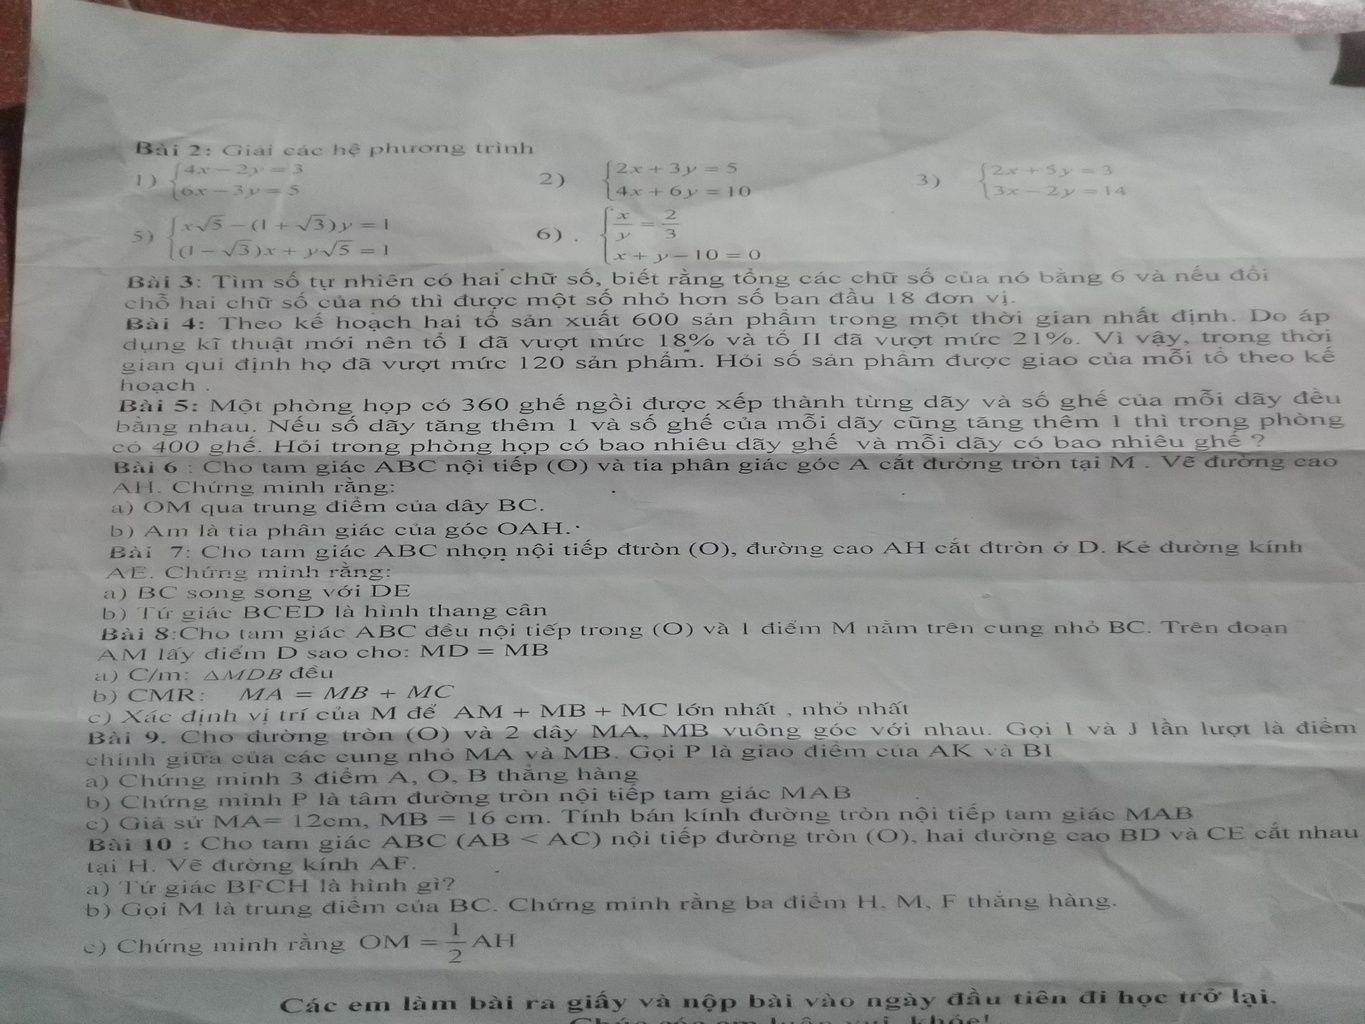 Bài 2: Giải các hệ phương trình
1) {4x − 2y = 3 2) {2x + 3y = 5 3) {2x + 5y = 3
{6x − 3y = 5 {4x + 6y = 10 {3x − 2y = 14
5) {x√5 − (1 + √3)y = 1 6) . {x/y = 2/3
{(1 − √3)x + y√5 = 1 {x + y − 10 = 0
Bài 3: Tìm số tự nhiên có hai chữ số, biết rằng tổng các chữ số của nó bằng 6 và nếu đổi
chỗ hai chữ số của nó thì được một số nhỏ hơn số ban đầu 18 đơn vị.
Bài 4: Theo kế hoạch hai tổ sản xuất 600 sản phẩm trong một thời gian nhất định. Do áp
dụng kĩ thuật mới nên tổ I đã vượt mức 18% và tổ II đã vượt mức 21%. Vì vậy, trong thời
gian qui định họ đã vượt mức 120 sản phẩm. Hỏi số sản phẩm được giao của mỗi tổ theo kế
hoạch .
Bài 5: Một phòng họp có 360 ghế ngồi được xếp thành từng dãy và số ghế của mỗi dãy đều
bằng nhau. Nếu số dãy tăng thêm 1 và số ghế của mỗi dãy cũng tăng thêm 1 thì trong phòng
có 400 ghế. Hỏi trong phòng họp có bao nhiêu dãy ghế và mỗi dãy có bao nhiêu ghế ?
Bài 6 : Cho tam giác ABC nội tiếp (O) và tia phân giác góc A cắt đường tròn tại M . Vẽ đường cao
AH. Chứng minh rằng:
a) OM qua trung điểm của dây BC.
b) Am là tia phân giác của góc OAH.
Bài 7: Cho tam giác ABC nhọn nội tiếp đtròn (O), đường cao AH cắt đtròn ở D. Kẻ đường kính
AE. Chứng minh rằng:
a) BC song song với DE
b) Tứ giác BCED là hình thang cân
Bài 8:Cho tam giác ABC đều nội tiếp trong (O) và 1 điểm M nằm trên cung nhỏ BC. Trên đoạn
AM lấy điểm D sao cho: MD = MB
a) C/m: ΔMDB đều
b) CMR: MA = MB + MC
c) Xác định vị trí của M để AM + MB + MC lớn nhất , nhỏ nhất
Bài 9. Cho đường tròn (O) và 2 dây MA, MB vuông góc với nhau. Gọi I và J lần lượt là điểm
chính giữa của các cung nhỏ MA và MB. Gọi P là giao điểm của AK và BI
a) Chứng minh 3 điểm A, O, B thẳng hàng
b) Chứng minh P là tâm đường tròn nội tiếp tam giác MAB
c) Giả sử MA= 12cm, MB = 16 cm. Tính bán kính đường tròn nội tiếp tam giác MAB
Bài 10 : Cho tam giác ABC (AB < AC) nội tiếp đường tròn (O), hai đường cao BD và CE cắt nhau
tại H. Vẽ đường kính AF.
a) Tứ giác BFCH là hình gì?
b) Gọi M là trung điểm của BC. Chứng minh rằng ba điểm H, M, F thẳng hàng.
c) Chứng minh rằng OM = 1/2 AH
Các em làm bài ra giấy và nộp bài vào ngày đầu tiên đi học trở lại.
Chúc các em luôn vui, khỏe!